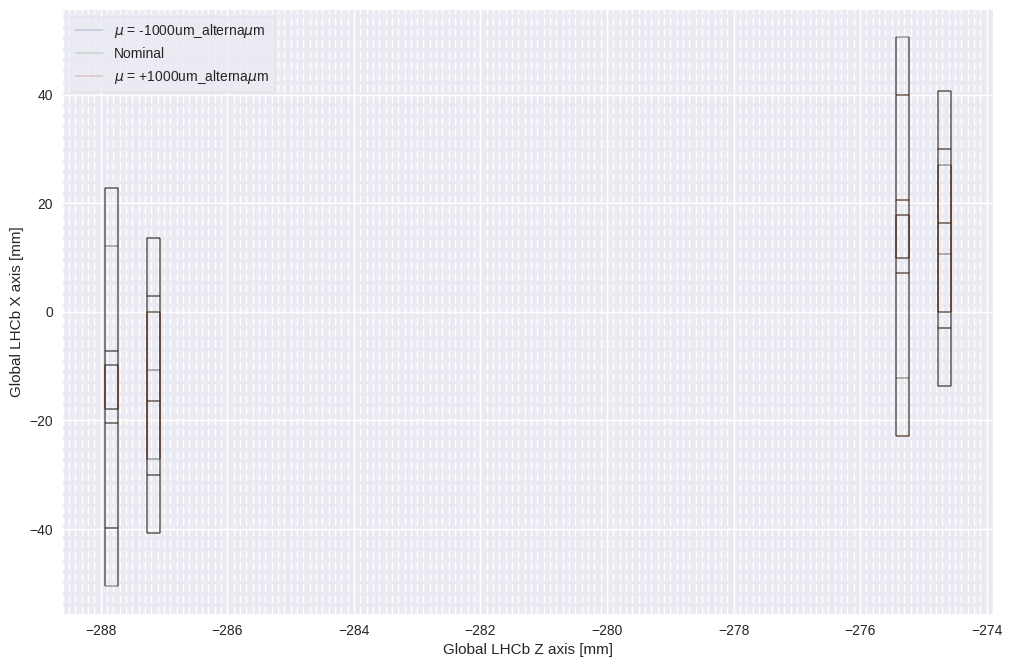 μ = -1000um_alternaμm
Nominal
μ = +1000um_alternaμm
40
20
0
−20
−40
Global LHCb X axis [mm]
−288 −286 −284 −282 −280 −278 −276 −274
Global LHCb Z axis [mm]